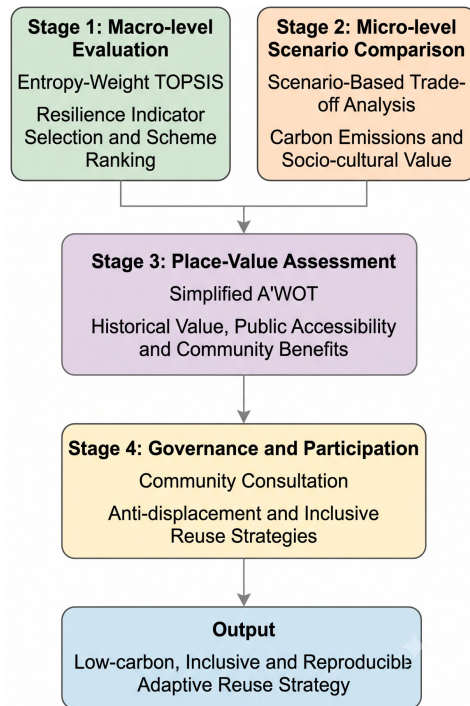 Stage 1: Macro-level
Evaluation
Entropy-Weight TOPSIS
Resilience Indicator
Selection and Scheme
Ranking
Stage 2: Micro-level
Scenario Comparison
Scenario-Based Trade-
off Analysis
Carbon Emissions and
Socio-cultural Value
Stage 3: Place-Value Assessment
Simplified A'WOT
Historical Value, Public Accessibility
and Community Benefits
Stage 4: Governance and Participation
Community Consultation
Anti-displacement and Inclusive
Reuse Strategies
Output
Low-carbon, Inclusive and Reproducible
Adaptive Reuse Strategy